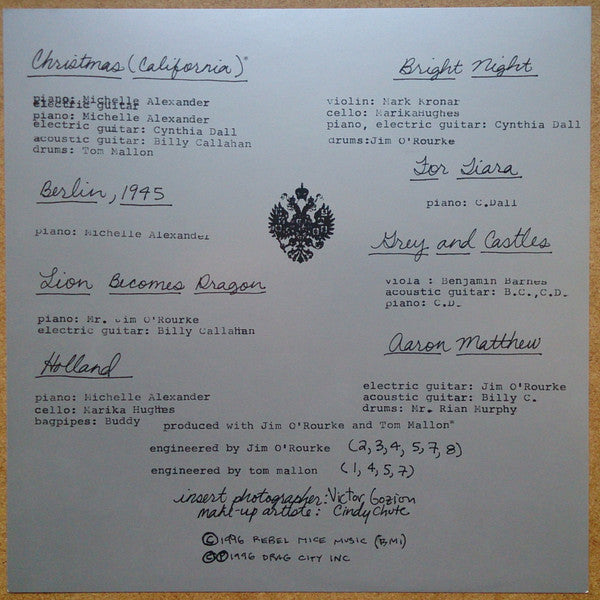 Christmas (California)"
piano: Michelle Alexander
electric guitar
piano: Michelle Alexander
electric guitar: Cynthia Dall
acoustic guitar: Billy Callahan
drums: Tom Mallon
Berlin, 1945
piano: Michelle Alexander
Lion Becomes Dragon
piano: Mr. Jim O'Rourke
electric guitar: Billy Callahan
Holland
piano: Michelle Alexander
cello: Marika Hughes
bagpipes: Buddy
Bright Night
violin: Mark Kronar
cello: MarikaHughes
piano, electric guitar: Cynthia Dall
drums:Jim O'Rourke
For Tiara
piano: C.Dall
Grey and Castles
viola : Benjamin Barnes
acoustic guitar: B.C.,C.D.
piano: C.D.
Aaron Matthew
electric guitar: Jim O'Rourke
acoustic guitar: Billy C.
drums: Mr. Rian Murphy
produced with Jim O'Rourke and Tom Mallon"
engineered by Jim O'Rourke (2,3,4, 5,7,8)
engineered by tom mallon (1,4,5,7)
insert photographer: Victor Gozion
make-up artiste: Cindy Chute
©1996 REBEL MICE MUSIC (BMI)
©℗1996 DRAG CITY INC